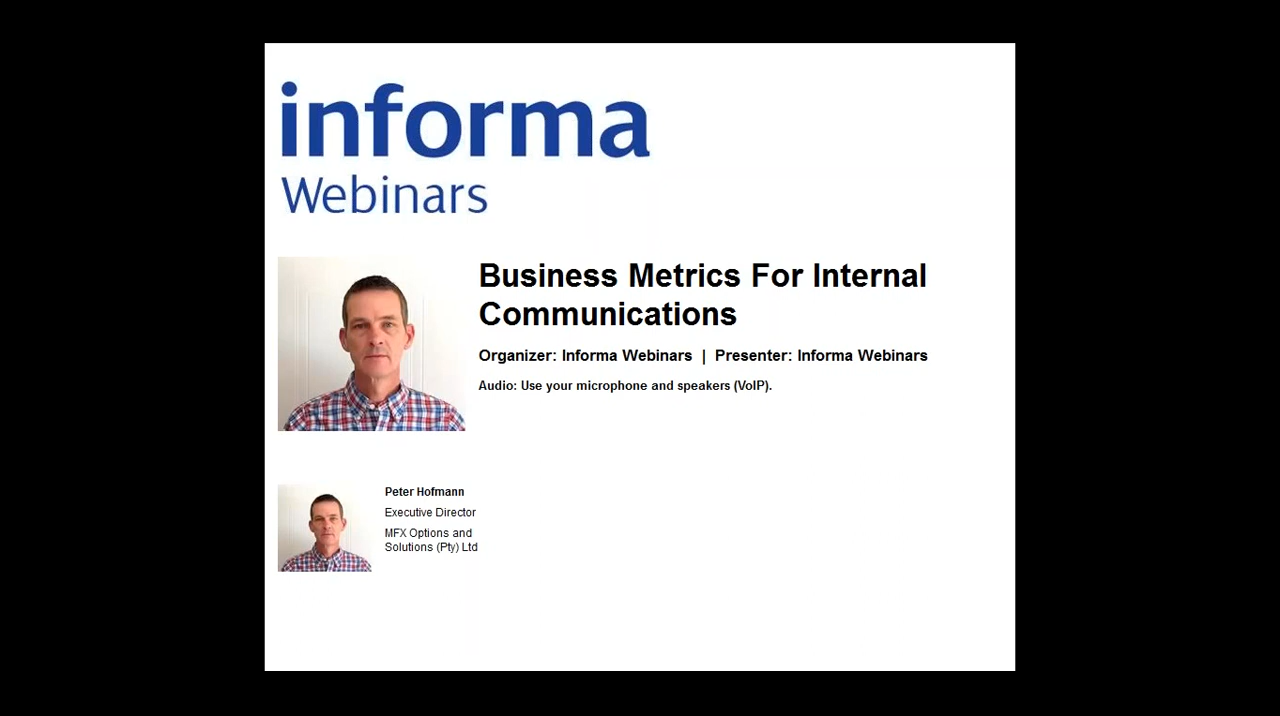 informa
Webinars
Business Metrics For Internal
Communications
Organizer: Informa Webinars | Presenter: Informa Webinars
Audio: Use your microphone and speakers (VoIP).
Peter Hofmann
Executive Director
MFX Options and
Solutions (Pty) Ltd